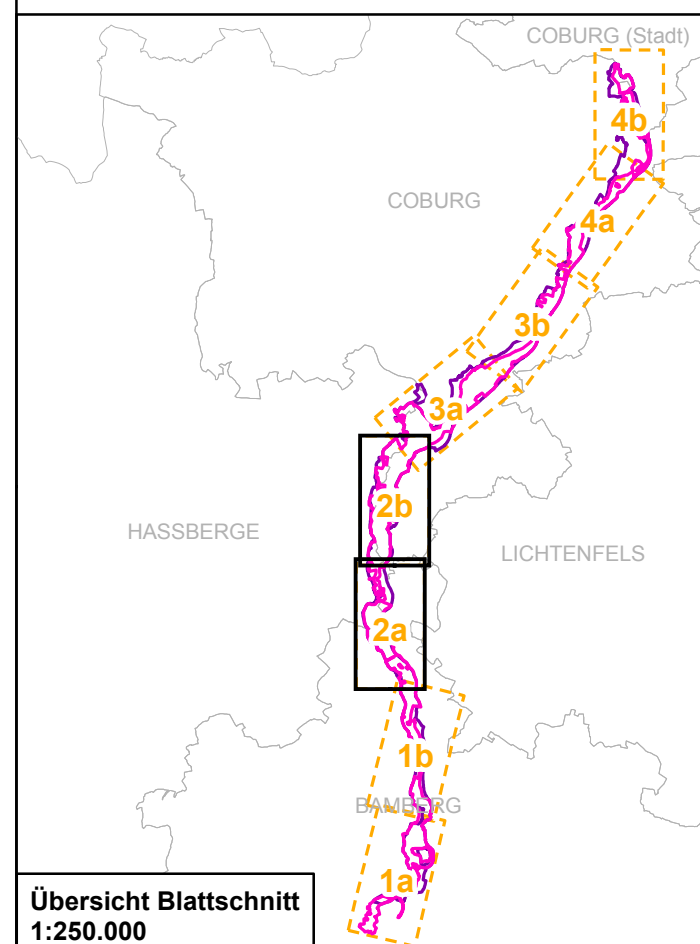 COBURG (Stadt)
4b
COBURG
4a
3b
3a
2b
HASSBERGE
LICHTENFELS
2a
1b
BAMBERG
1a
Übersicht Blattschnitt
1:250.000